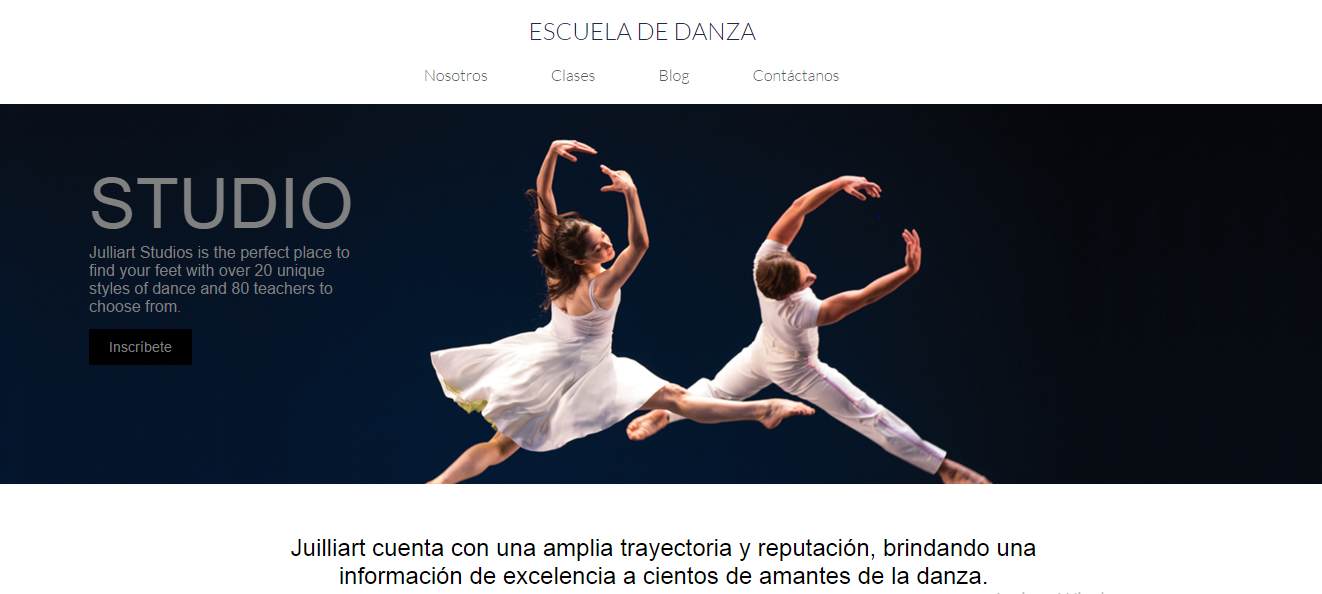 ESCUELA DE DANZA
Nosotros Clases Blog Contáctanos
STUDIO
Julliart Studios is the perfect place to
find your feet with over 20 unique
styles of dance and 80 teachers to
choose from.
Inscríbete
Juilliart cuenta con una amplia trayectoria y reputación, brindando una
información de excelencia a cientos de amantes de la danza.